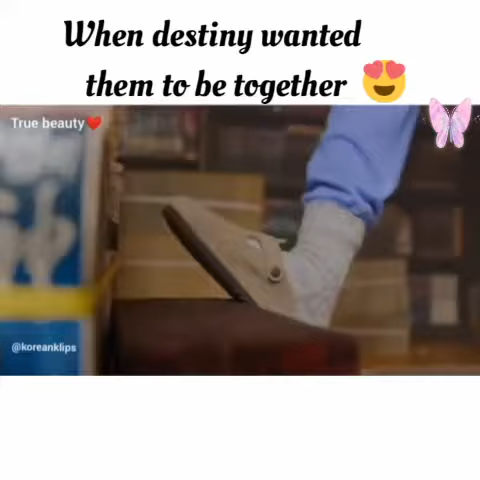 When destiny wanted
them to be together 😍
True beauty❤️
@koreanklips